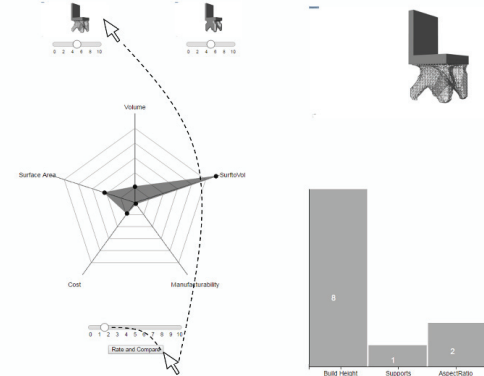 0 2 4 6 8 10
0 2 4 6 8 10
Volume
Surface Area
SurftoVol
Cost
Manufacturability
0 1 2 3 4 5 6 7 8 9 10
Rate and Compare
8
1
2
Build Height
Supports
AspectRatio